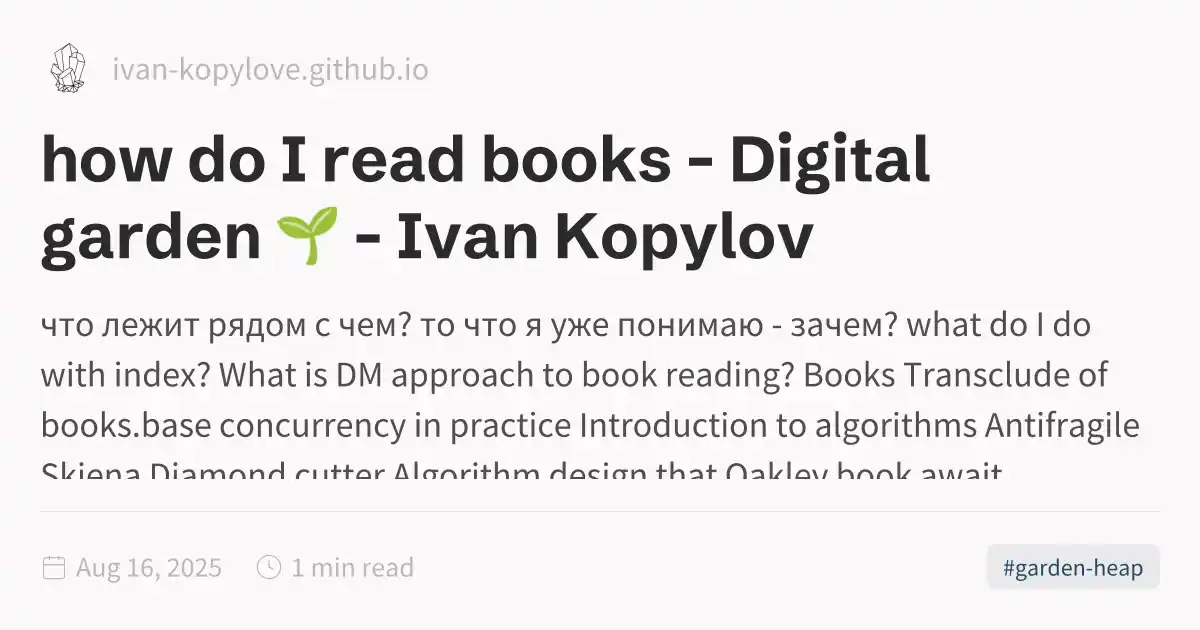 ivan-kopylove.github.io
how do I read books - Digital
garden 🌱 - Ivan Kopylov
что лежит рядом с чем? то что я уже понимаю - зачем? what do I do
with index? What is DM approach to book reading? Books Transclude of
books.base concurrency in practice Introduction to algorithms Antifragile
Skiena Diamond cutter Algorithm design that Oakley book await
Aug 16, 2025
1 min read
#garden-heap